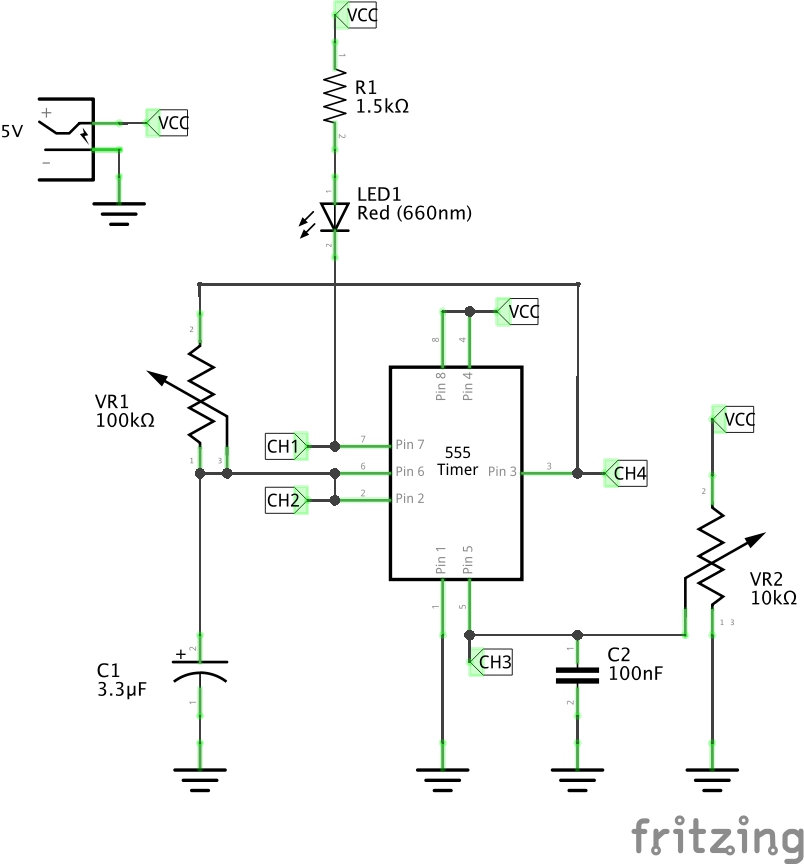 VCC
1
R1
1.5kΩ
2
+
5V
VCC
−
1
LED1
Red (660nm)
2
VCC
2
8
4
Pin 8
Pin 4
VR1
100kΩ
VCC
CH1
7
Pin 7
555
Timer
1
3
6
Pin 6
Pin 3
3
CH4
CH2
2
Pin 2
2
Pin 1
Pin 5
VR2
10kΩ
1
5
1 3
+
2
CH3
1
C2
100nF
C1
3.3µF
1
2
fritzing